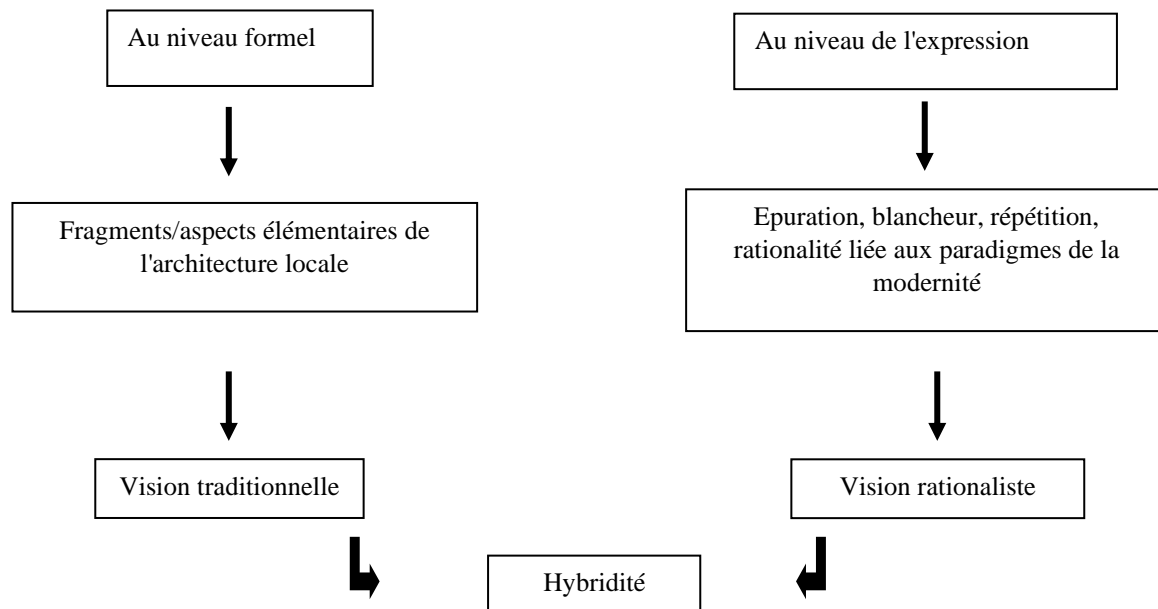 Au niveau formel
Au niveau de l'expression
Fragments/aspects élémentaires de
l'architecture locale
Epuration, blancheur, répétition,
rationalité liée aux paradigmes de la
modernité
Vision traditionnelle
Vision rationaliste
Hybridité